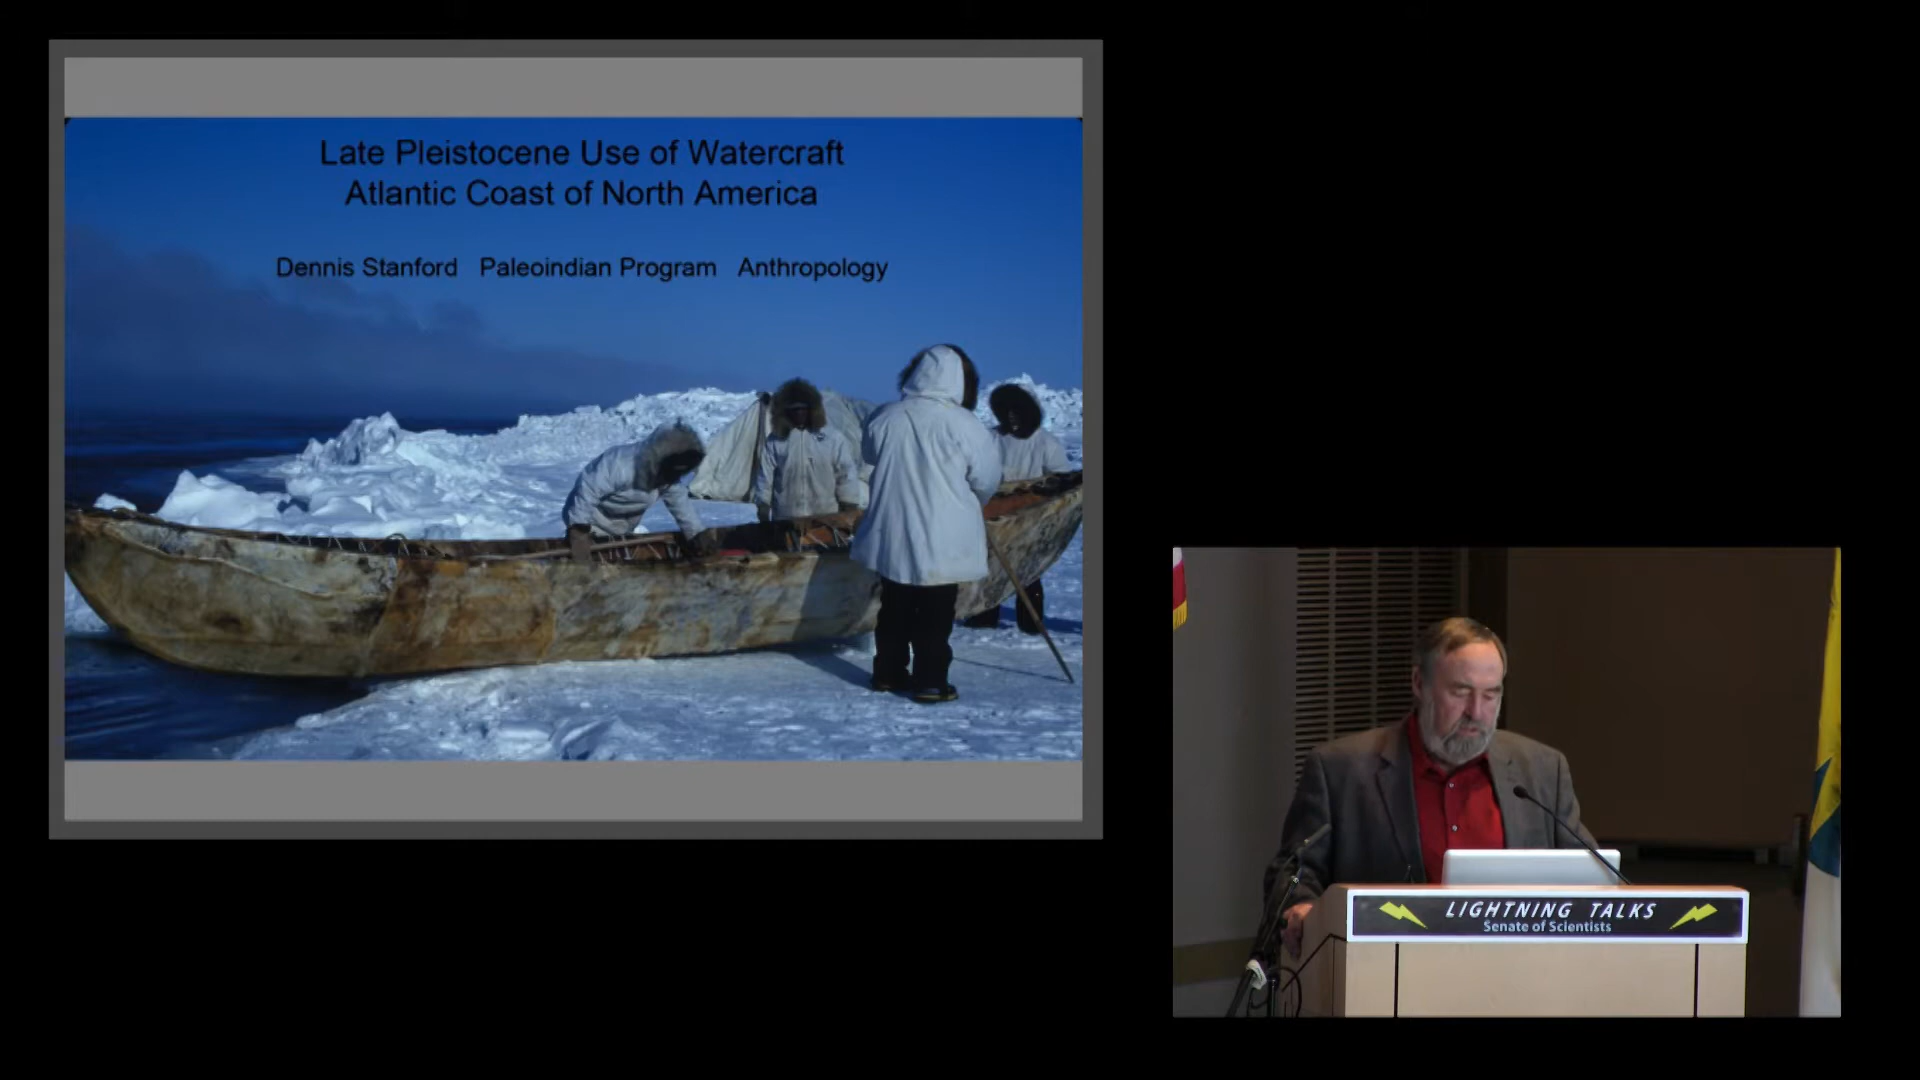 Late Pleistocene Use of Watercraft
Atlantic Coast of North America
Dennis Stanford Paleoindian Program Anthropology
LIGHTNING TALKS
Senate of Scientists